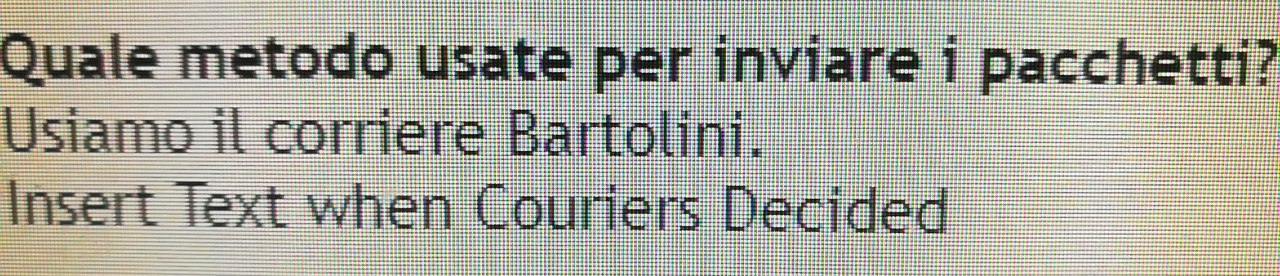 Quale metodo usate per inviare i pacchetti?
Usiamo il corriere Bartolini.
Insert Text when Couriers Decided